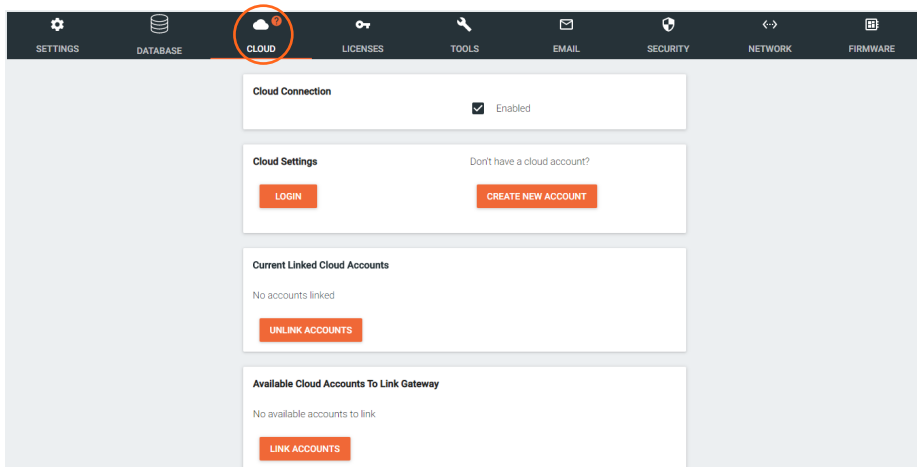 ?
SETTINGS DATABASE CLOUD LICENSES TOOLS EMAIL SECURITY NETWORK FIRMWARE
Cloud Connection
Enabled
Cloud Settings Don't have a cloud account?
LOGIN CREATE NEW ACCOUNT
Current Linked Cloud Accounts
No accounts linked
UNLINK ACCOUNTS
Available Cloud Accounts To Link Gateway
No available accounts to link
LINK ACCOUNTS